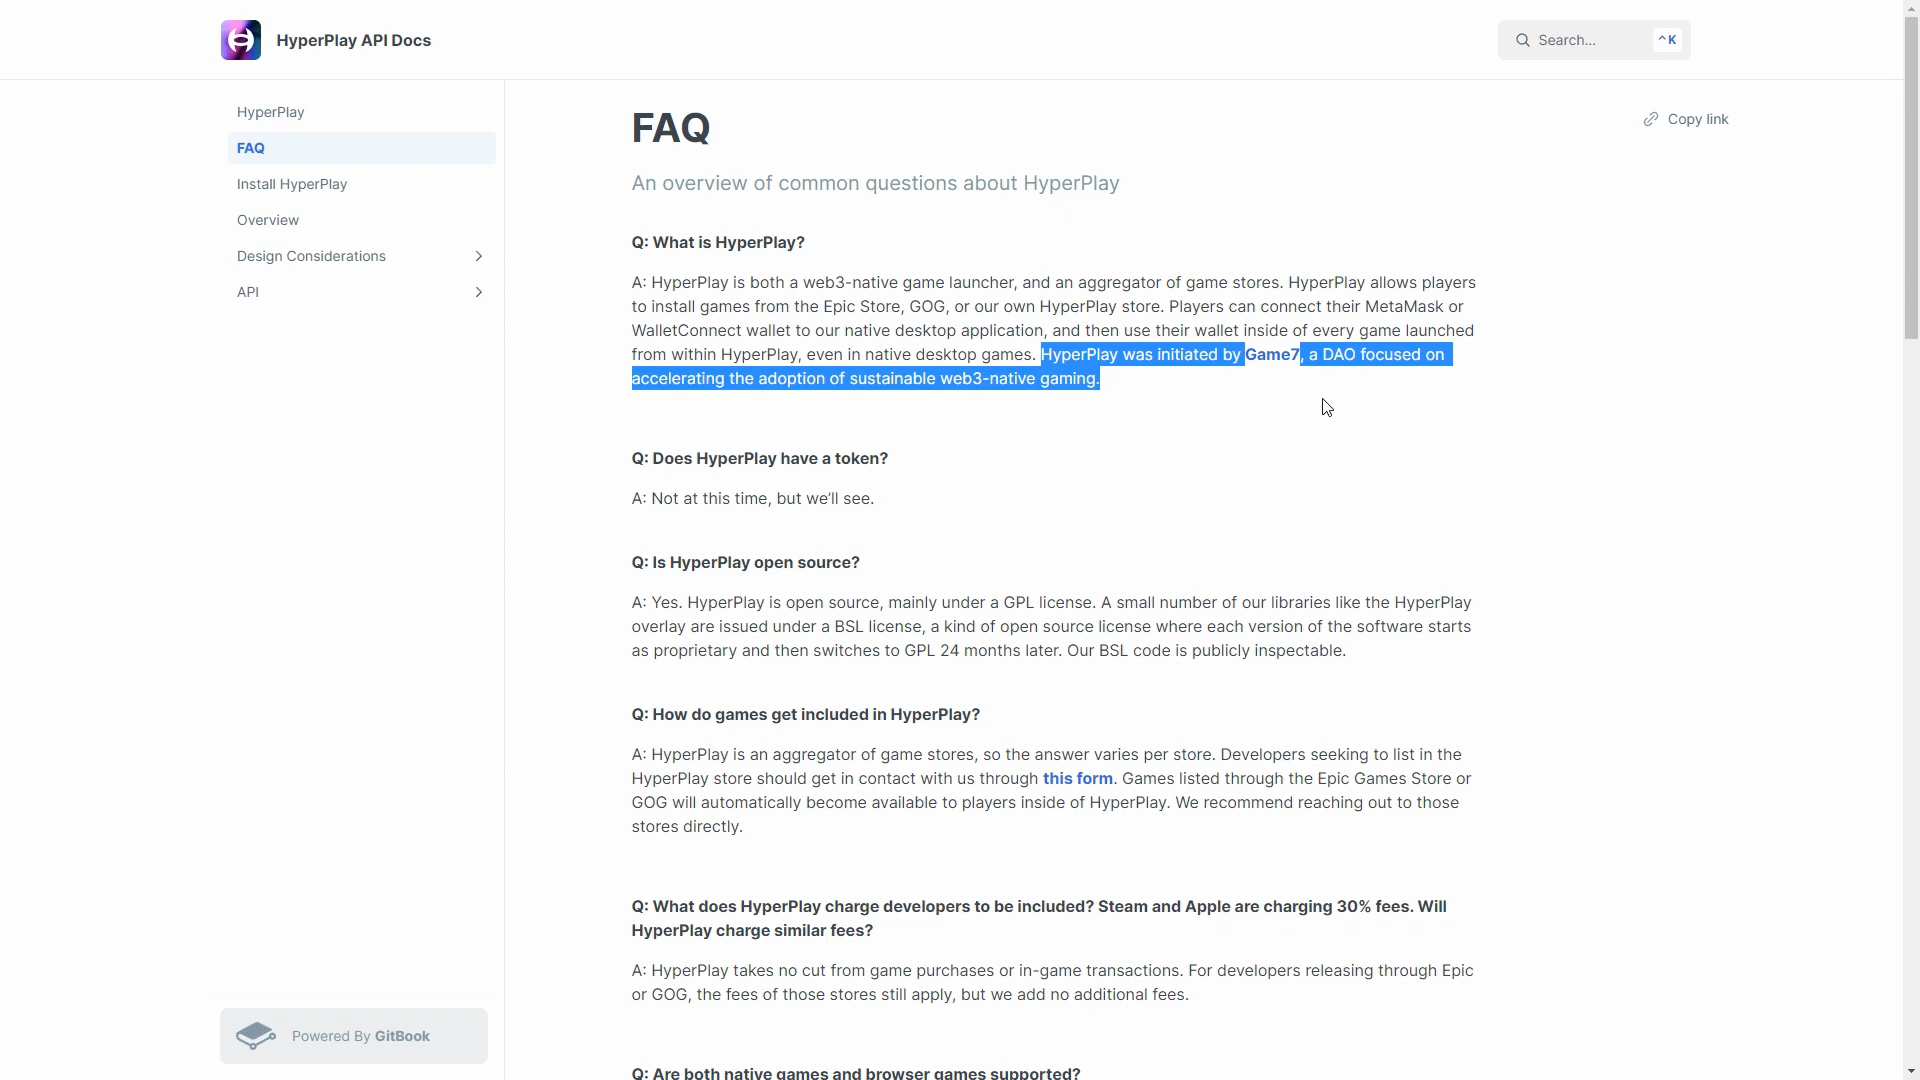 HyperPlay API Docs
Search...
^K
HyperPlay
FAQ
Install HyperPlay
Overview
Design Considerations
API
Powered By GitBook
FAQ
Copy link
An overview of common questions about HyperPlay
Q: What is HyperPlay?
A: HyperPlay is both a web3-native game launcher, and an aggregator of game stores. HyperPlay allows players
to install games from the Epic Store, GOG, or our own HyperPlay store. Players can connect their MetaMask or
WalletConnect wallet to our native desktop application, and then use their wallet inside of every game launched
from within HyperPlay, even in native desktop games. HyperPlay was initiated by Game7, a DAO focused on
accelerating the adoption of sustainable web3-native gaming.
Q: Does HyperPlay have a token?
A: Not at this time, but we’ll see.
Q: Is HyperPlay open source?
A: Yes. HyperPlay is open source, mainly under a GPL license. A small number of our libraries like the HyperPlay
overlay are issued under a BSL license, a kind of open source license where each version of the software starts
as proprietary and then switches to GPL 24 months later. Our BSL code is publicly inspectable.
Q: How do games get included in HyperPlay?
A: HyperPlay is an aggregator of game stores, so the answer varies per store. Developers seeking to list in the
HyperPlay store should get in contact with us through this form. Games listed through the Epic Games Store or
GOG will automatically become available to players inside of HyperPlay. We recommend reaching out to those
stores directly.
Q: What does HyperPlay charge developers to be included? Steam and Apple are charging 30% fees. Will
HyperPlay charge similar fees?
A: HyperPlay takes no cut from game purchases or in-game transactions. For developers releasing through Epic
or GOG, the fees of those stores still apply, but we add no additional fees.
Q: Are both native games and browser games supported?